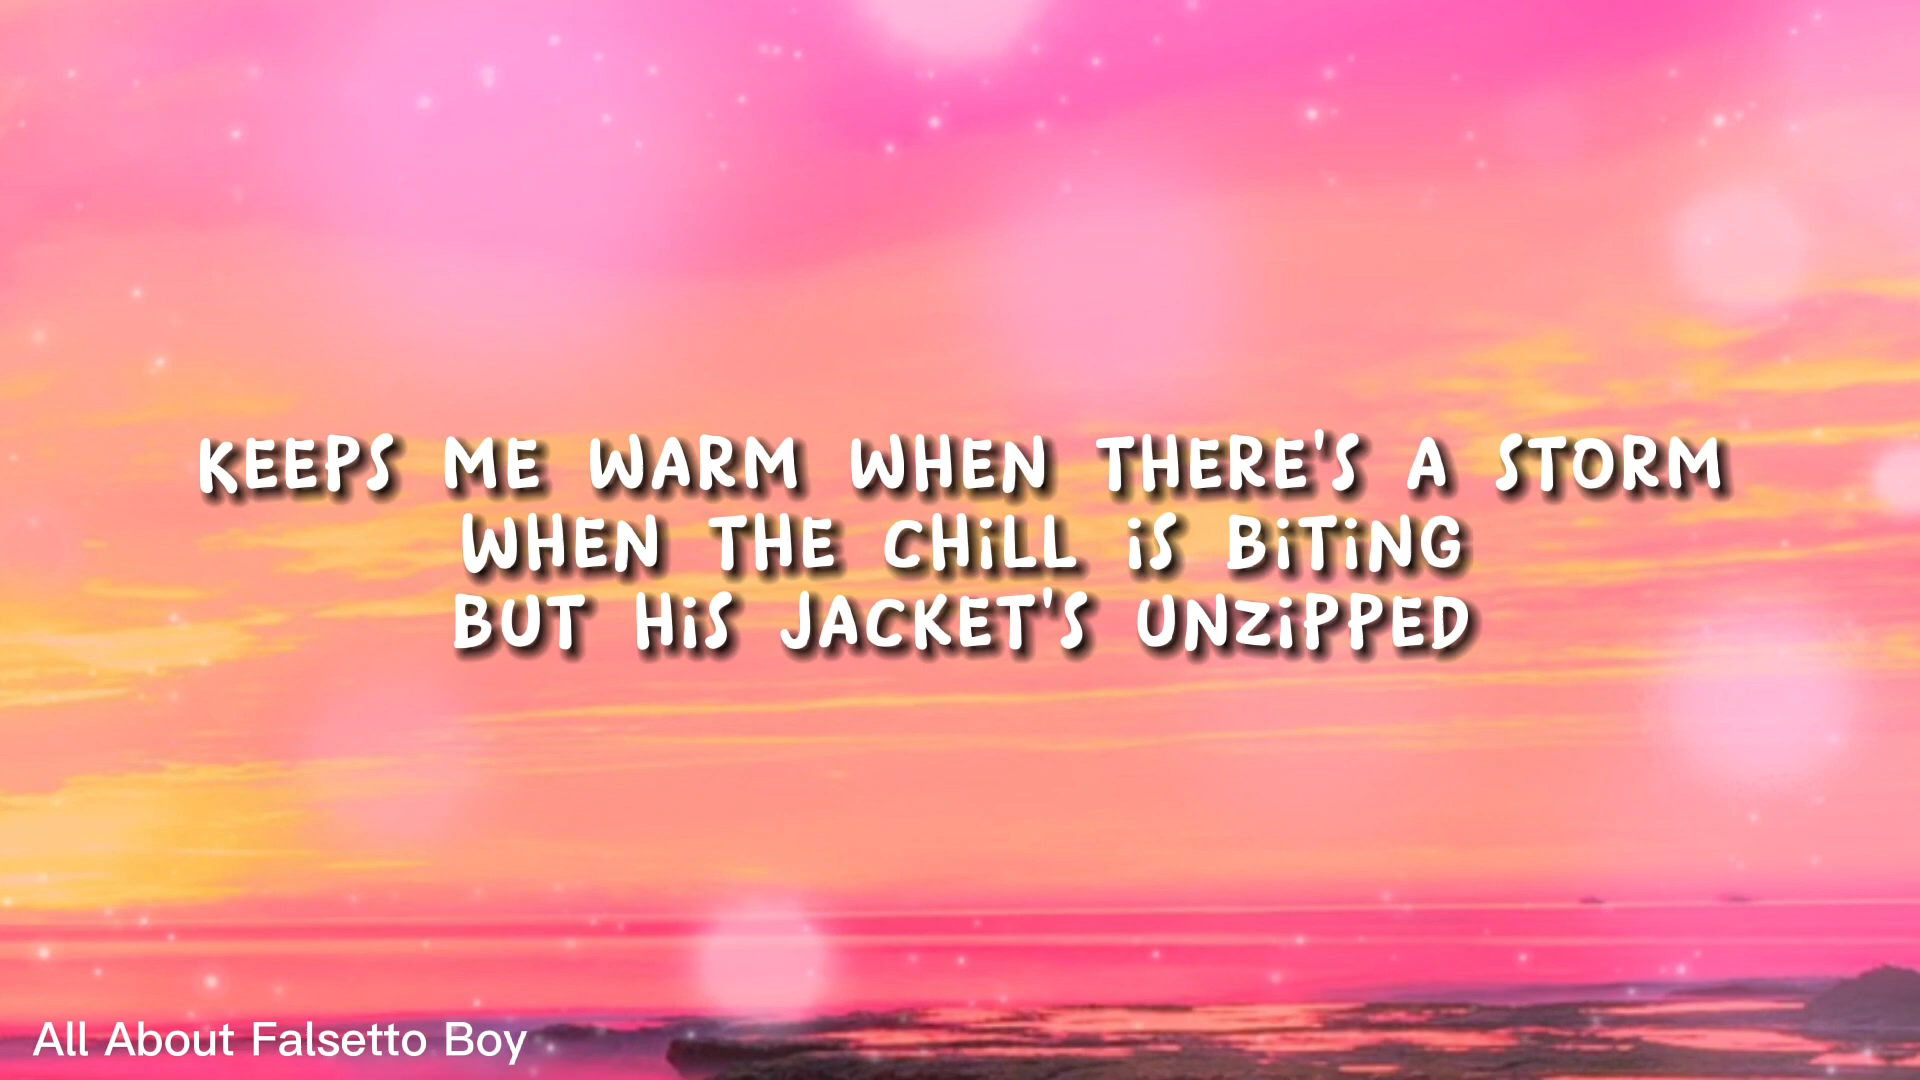 KEEPS ME WARM WHEN THERE'S A STORM
WHEN THE CHiLL iS BiTiNG
BUT HiS JACKET'S UNZiPPED
All About Falsetto Boy